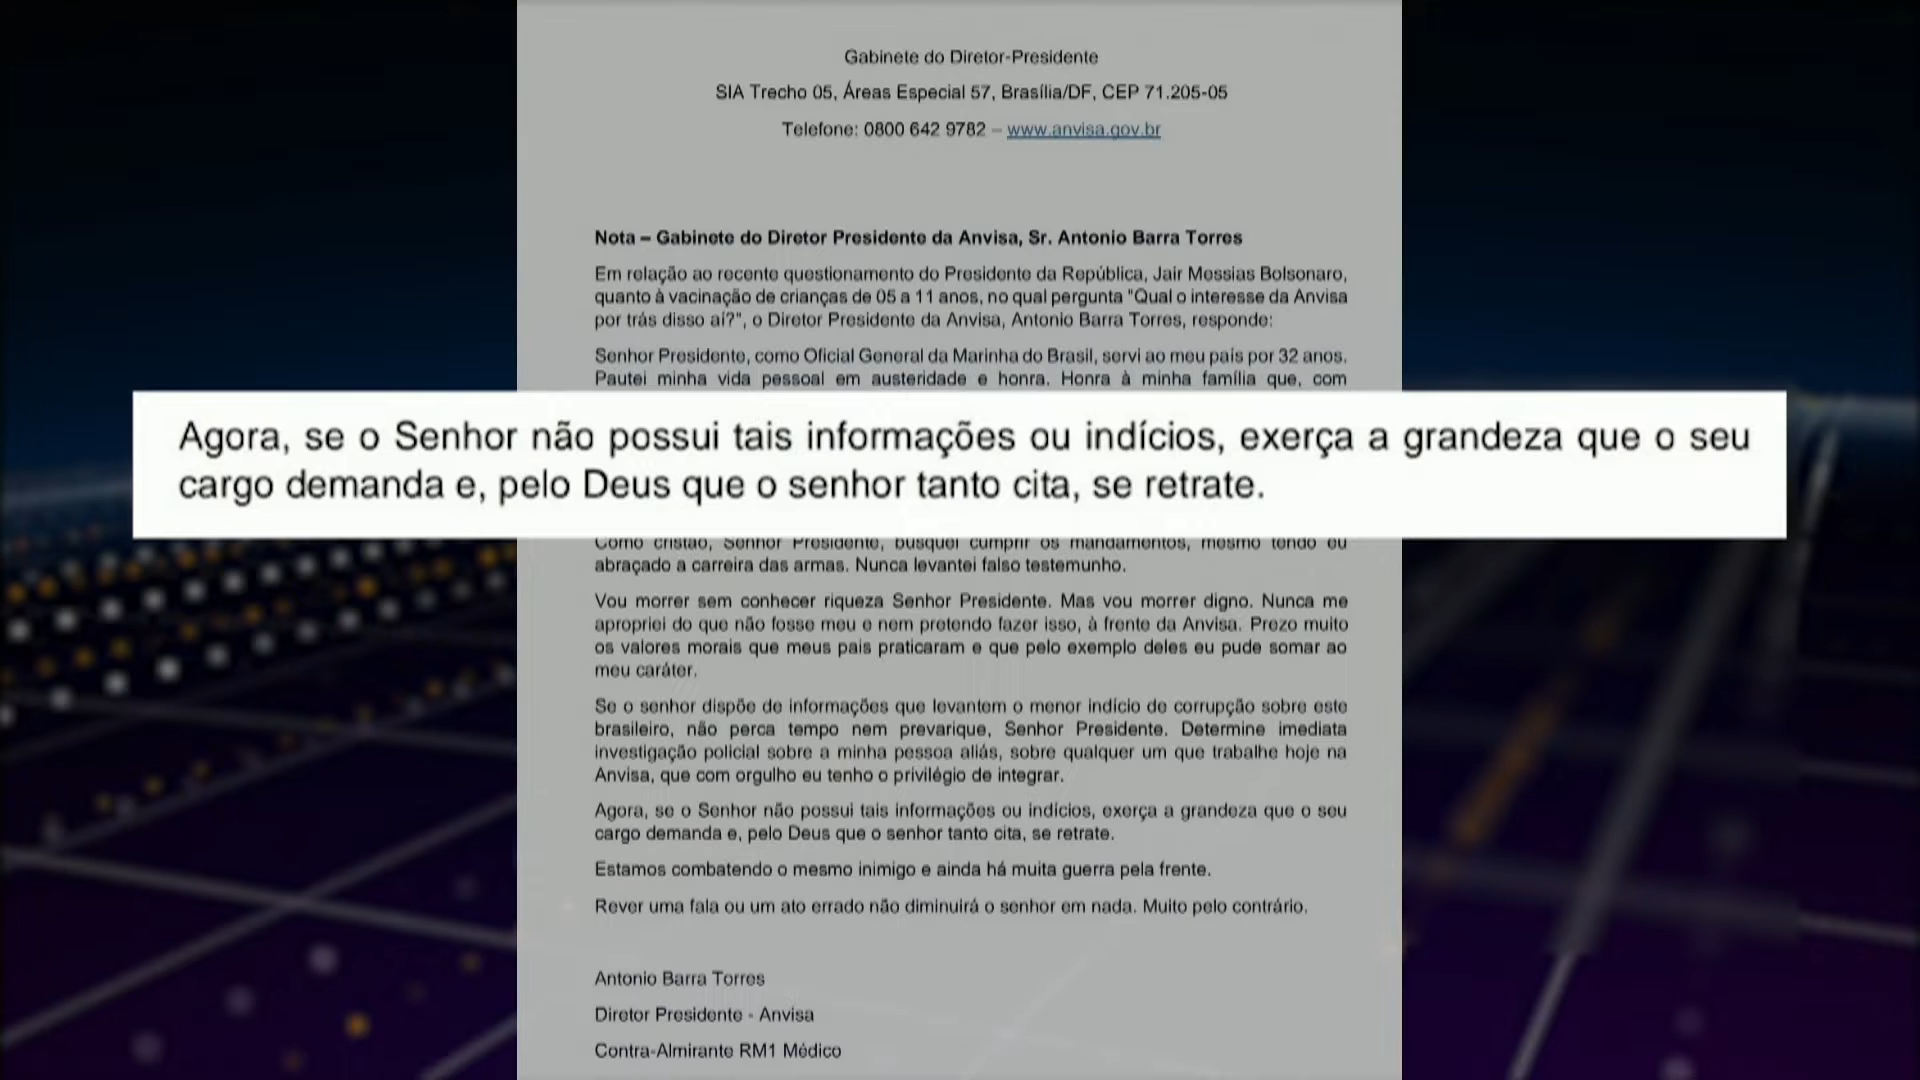 Gabinete do Diretor-Presidente
SIA Trecho 05, Áreas Especial 57, Brasília/DF, CEP 71.205-05
Telefone: 0800 642 9782 – www.anvisa.gov.br
Nota – Gabinete do Diretor Presidente da Anvisa, Sr. Antonio Barra Torres
Em relação ao recente questionamento do Presidente da República, Jair Messias Bolsonaro,
quanto à vacinação de crianças de 05 a 11 anos, no qual pergunta "Qual o interesse da Anvisa
por trás disso aí?", o Diretor Presidente da Anvisa, Antonio Barra Torres, responde:
Senhor Presidente, como Oficial General da Marinha do Brasil, servi ao meu país por 32 anos.
Pautei minha vida pessoal em austeridade e honra. Honra à minha família que, com
Agora, se o Senhor não possui tais informações ou indícios, exerça a grandeza que o seu
cargo demanda e, pelo Deus que o senhor tanto cita, se retrate.
Como cristão, Senhor Presidente, busquei cumprir os mandamentos, mesmo tendo eu
abraçado a carreira das armas. Nunca levantei falso testemunho.
Vou morrer sem conhecer riqueza Senhor Presidente. Mas vou morrer digno. Nunca me
apropriei do que não fosse meu e nem pretendo fazer isso, à frente da Anvisa. Prezo muito
os valores morais que meus pais praticaram e que pelo exemplo deles eu pude somar ao
meu caráter.
Se o senhor dispõe de informações que levantem o menor indício de corrupção sobre este
brasileiro, não perca tempo nem prevarique, Senhor Presidente. Determine imediata
investigação policial sobre a minha pessoa aliás, sobre qualquer um que trabalhe hoje na
Anvisa, que com orgulho eu tenho o privilégio de integrar.
Agora, se o Senhor não possui tais informações ou indícios, exerça a grandeza que o seu
cargo demanda e, pelo Deus que o senhor tanto cita, se retrate.
Estamos combatendo o mesmo inimigo e ainda há muita guerra pela frente.
Rever uma fala ou um ato errado não diminuirá o senhor em nada. Muito pelo contrário.
Antonio Barra Torres
Diretor Presidente - Anvisa
Contra-Almirante RM1 Médico